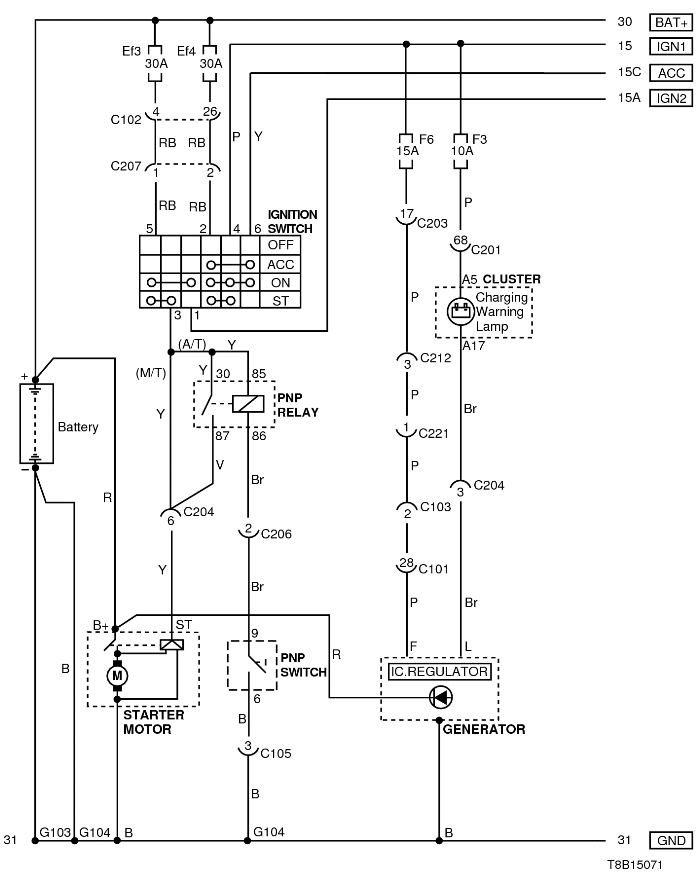 30 BAT+
Ef3 Ef4 15 IGN1
30A 30A
15C ACC
15A IGN2
4 26
C102
RB RB P Y F6 F3
15A 10A
C207
1 2
RB RB P
17 C203
5 2 4 6 IGNITION SWITCH
68 C201
OFF
ACC
ON
ST
3 1
A5 CLUSTER
Charging
Warning
Lamp
A17
P
(A/T) Y
(M/T) Y 30 85
3 C212
PNP
RELAY
+
Battery
−
Y
87 86
P
Br
1 C221
V
Br
P
R
6 C204
3 C204
2 C103
2 C206
28 C101
Y
Br
P Br
B+ ST
9
F L
PNP
SWITCH
R
IC.REGULATOR
B
M
6
STARTER
MOTOR
B
GENERATOR
3 C105
B
31 G103 G104 B G104 B 31 GND
T8B15071